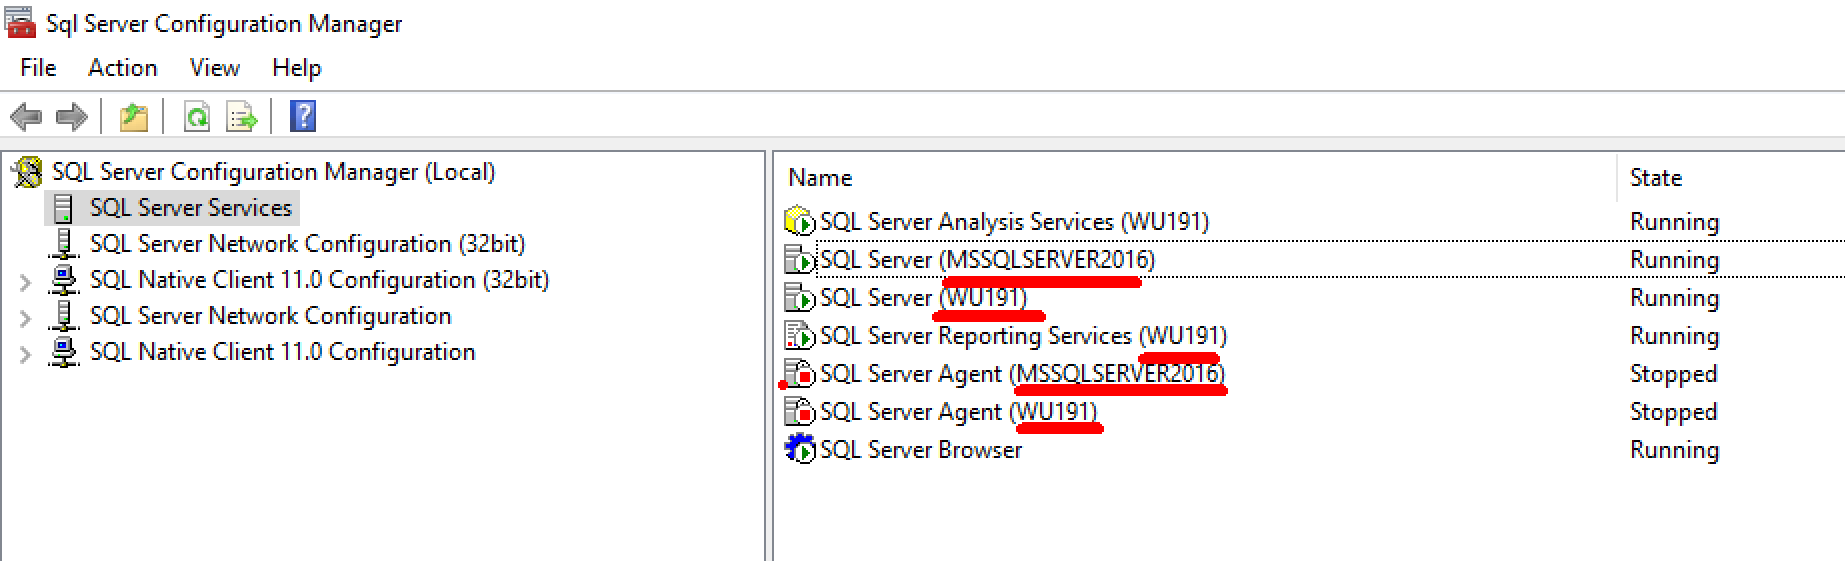 Sql Server Configuration Manager
File Action View Help
SQL Server Configuration Manager (Local)
SQL Server Services
SQL Server Network Configuration (32bit)
SQL Native Client 11.0 Configuration (32bit)
SQL Server Network Configuration
SQL Native Client 11.0 Configuration
Name State
SQL Server Analysis Services (WU191) Running
SQL Server (MSSQLSERVER2016) Running
SQL Server (WU191) Running
SQL Server Reporting Services (WU191) Running
SQL Server Agent (MSSQLSERVER2016) Stopped
SQL Server Agent (WU191) Stopped
SQL Server Browser Running